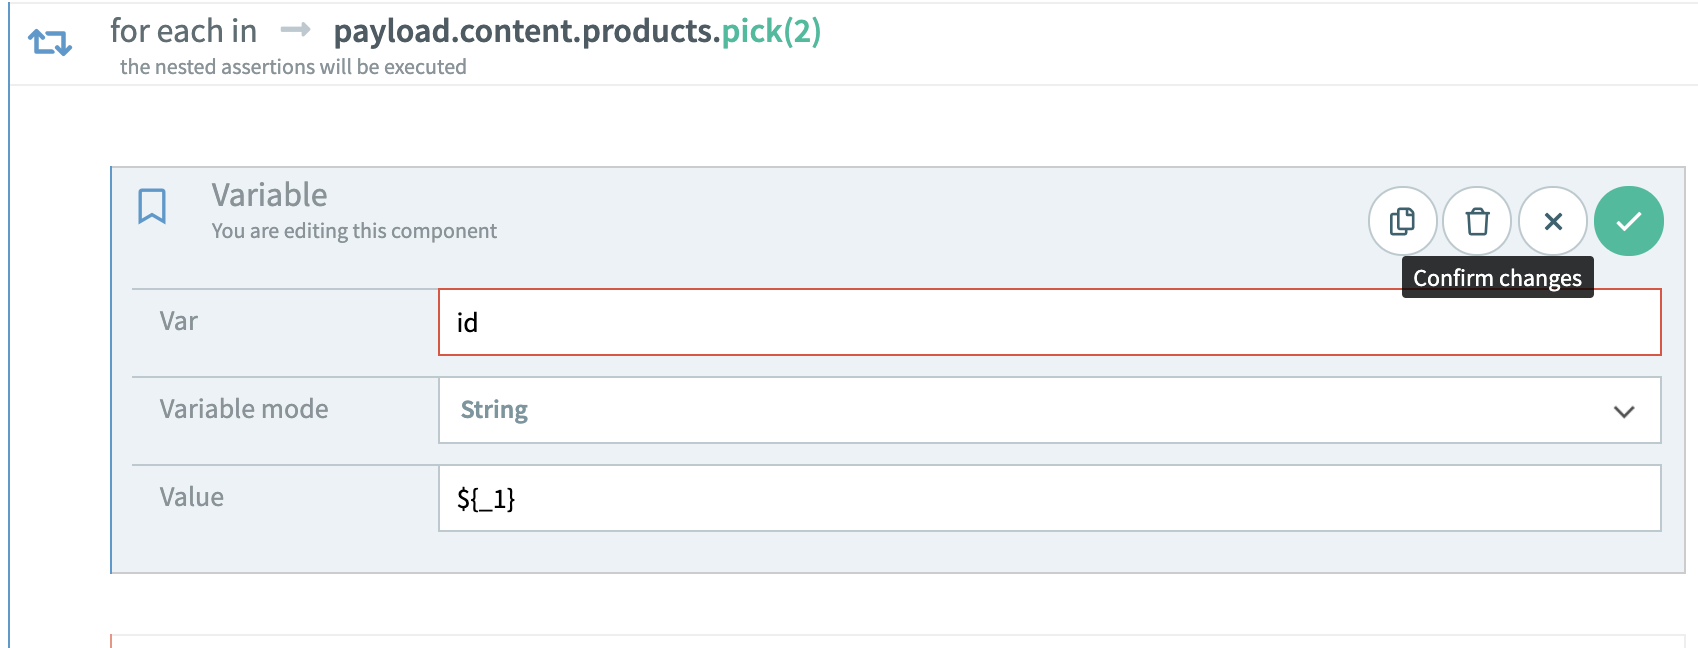 for each in → payload.content.products.pick(2)
the nested assertions will be executed
Variable
You are editing this component
Confirm changes
Var
id
Variable mode
String
Value
${_1}